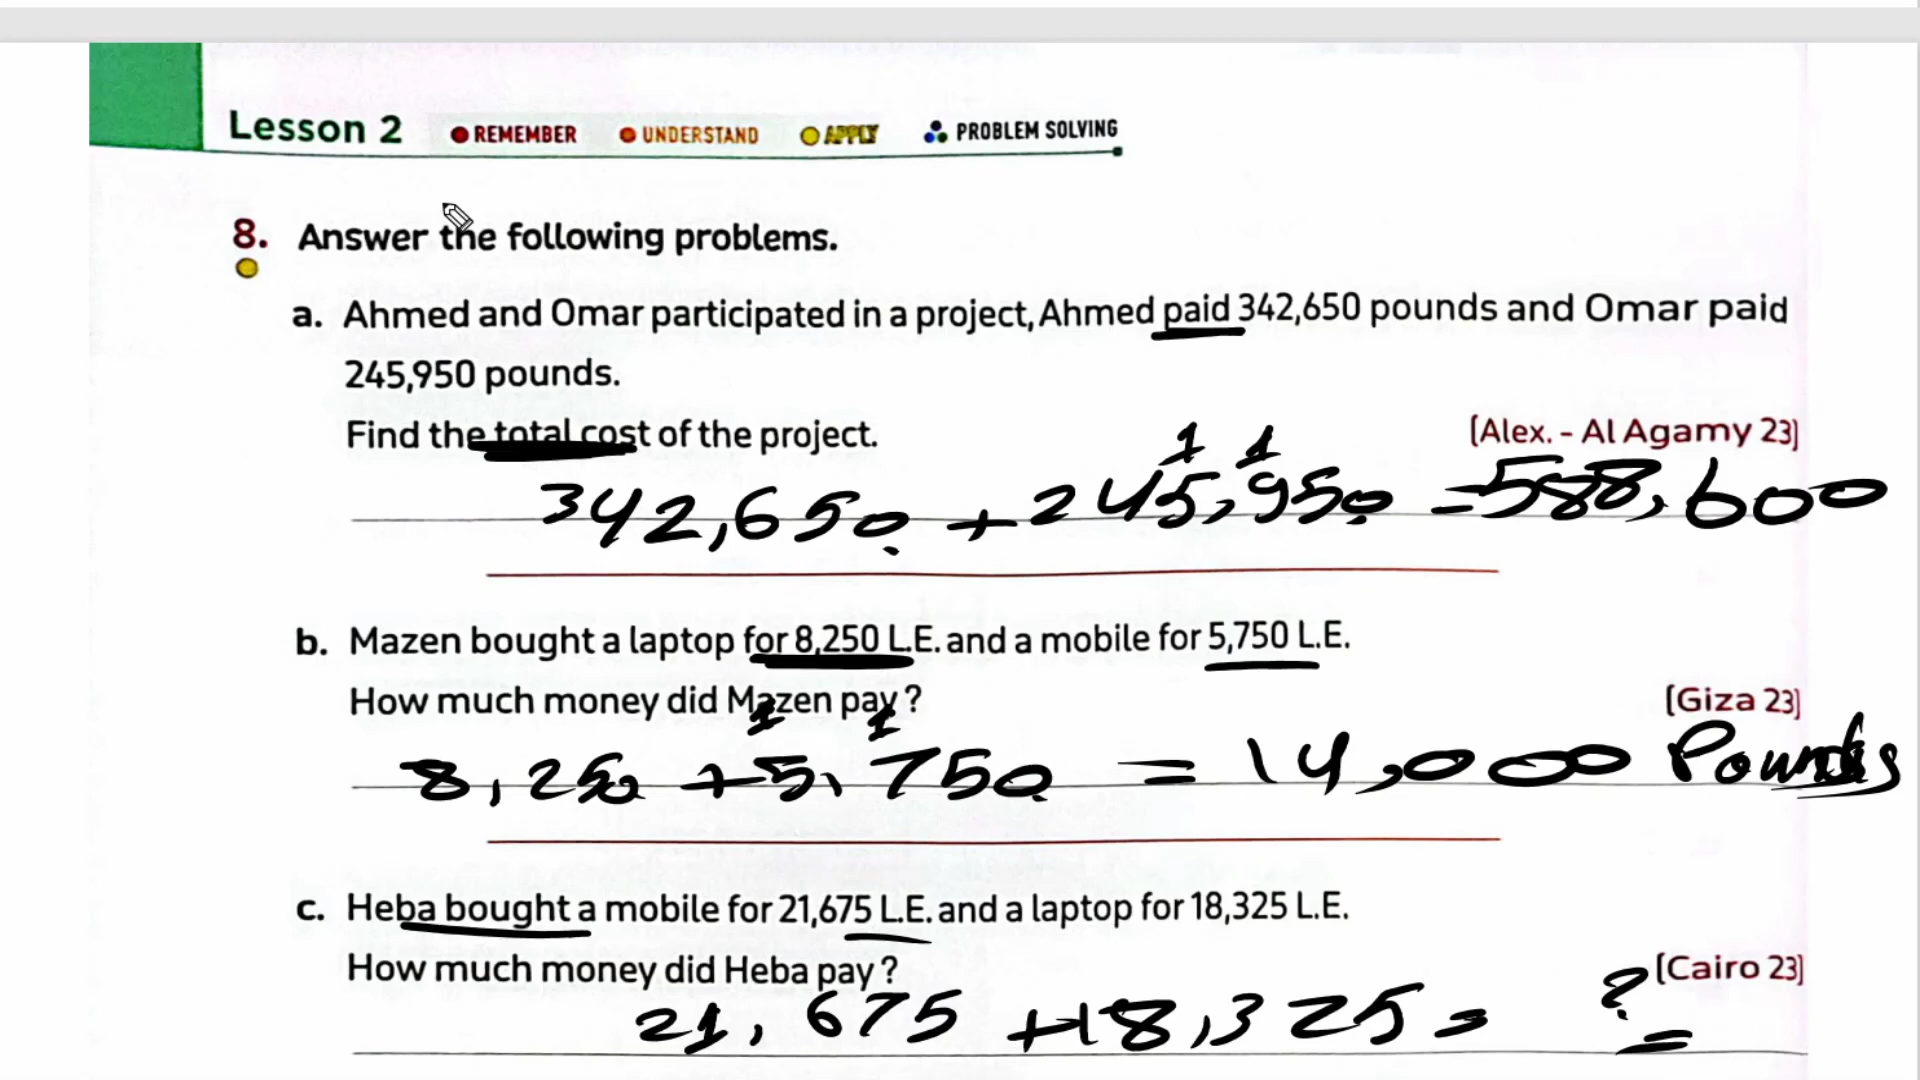 Lesson 2 REMEMBER UNDERSTAND APPLY PROBLEM SOLVING
8. Answer the following problems.
a. Ahmed and Omar participated in a project, Ahmed paid 342,650 pounds and Omar paid
245,950 pounds.
Find the total cost of the project.
[Alex. - Al Agamy 23]
1 1
342,650 + 245,950 = 588,600
b. Mazen bought a laptop for 8,250 L.E. and a mobile for 5,750 L.E.
How much money did Mazen pay?
[Giza 23]
1 1
8,250 + 5,750 = 14,000 Pounds
c. Heba bought a mobile for 21,675 L.E. and a laptop for 18,325 L.E.
How much money did Heba pay?
[Cairo 23]
21,675 + 18,325 = ?